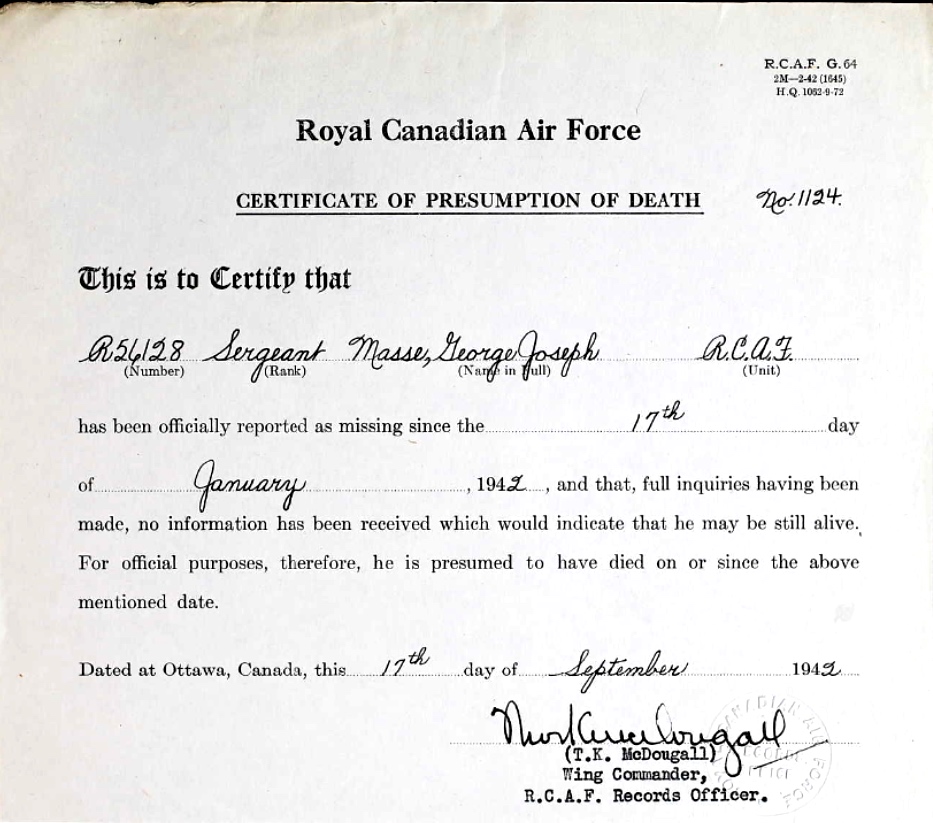 R.C.A.F. G. 64
2M—2-42 (1645)
H.Q. 1062-9-72
Royal Canadian Air Force
CERTIFICATE OF PRESUMPTION OF DEATH No. 1124.
This is to Certify that
R56128 Sergeant Masse, George Joseph R.C.A.F.
(Number) (Rank) (Name in Full) (Unit)
has been officially reported as missing since the 17th day
of January, 1942, and that, full inquiries having been
made, no information has been received which would indicate that he may be still alive.
For official purposes, therefore, he is presumed to have died on or since the above
mentioned date.
Dated at Ottawa, Canada, this 17th day of September 1942
(T.K. McDougall)
Wing Commander,
R.C.A.F. Records Officer.